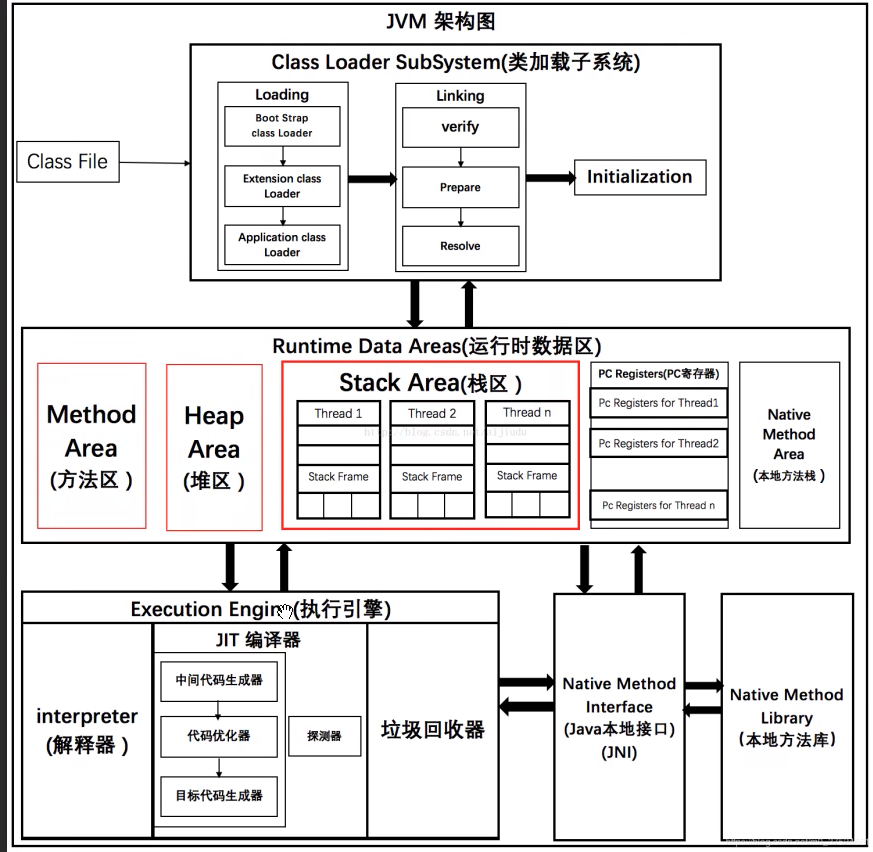 JVM 架构图
Class Loader SubSystem(类加载子系统)
Class File
Loading
Boot Strap
class Loader
Extension class
Loader
Application class
Loader
Linking
verify
Prepare
Resolve
Initialization
Runtime Data Areas(运行时数据区)
Method
Area
(方法区)
Heap
Area
(堆区)
Stack Area(栈区)
Thread 1
Stack Frame
Thread 2
Stack Frame
Thread n
Stack Frame
PC Registers(PC寄存器)
Pc Registers for Thread1
Pc Registers for Thread2
Pc Registers for Thread n
Native
Method
Area
(本地方法栈)
Execution Engine(执行引擎)
interpreter
(解释器)
JIT 编译器
中间代码生成器
代码优化器
目标代码生成器
探测器
垃圾回收器
Native Method
Interface
(Java本地接口)
(JNI)
Native Method
Library
(本地方法库)